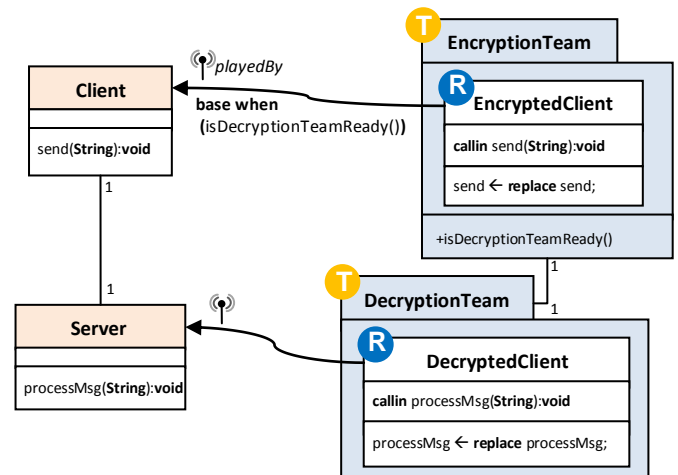 T
EncryptionTeam
playedBy
R
Client
EncryptedClient
base when
(isDecryptionTeamReady())
callin send(String):void
send(String):void
send ← replace send;
1
+isDecryptionTeamReady()
1
T
1
DecryptionTeam
1
Server
R
DecryptedClient
processMsg(String):void
callin processMsg(String):void
processMsg ← replace processMsg;